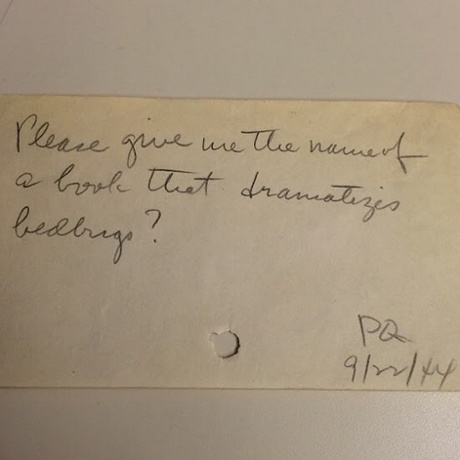 Please give me the name of
a book that dramatizes
bedbugs?
PQ
9/22/44